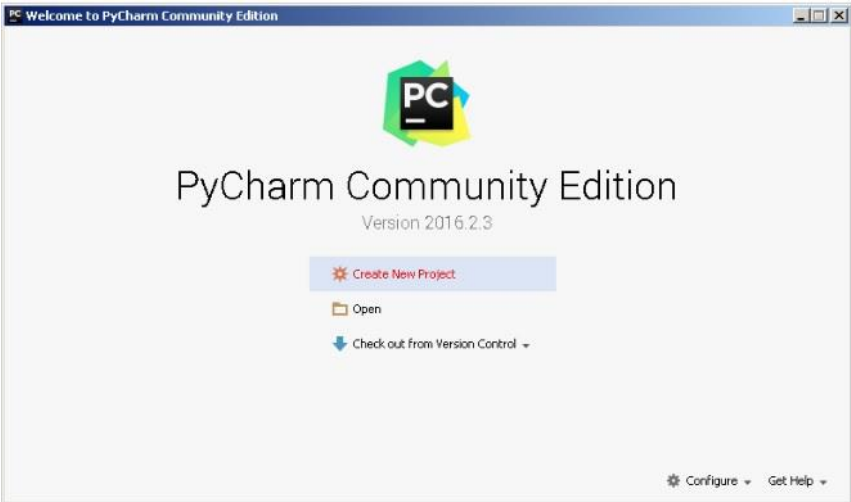 PC Welcome to PyCharm Community Edition
PC
PyCharm Community Edition
Version 2016.2.3
Create New Project
Open
Check out from Version Control
Configure Get Help